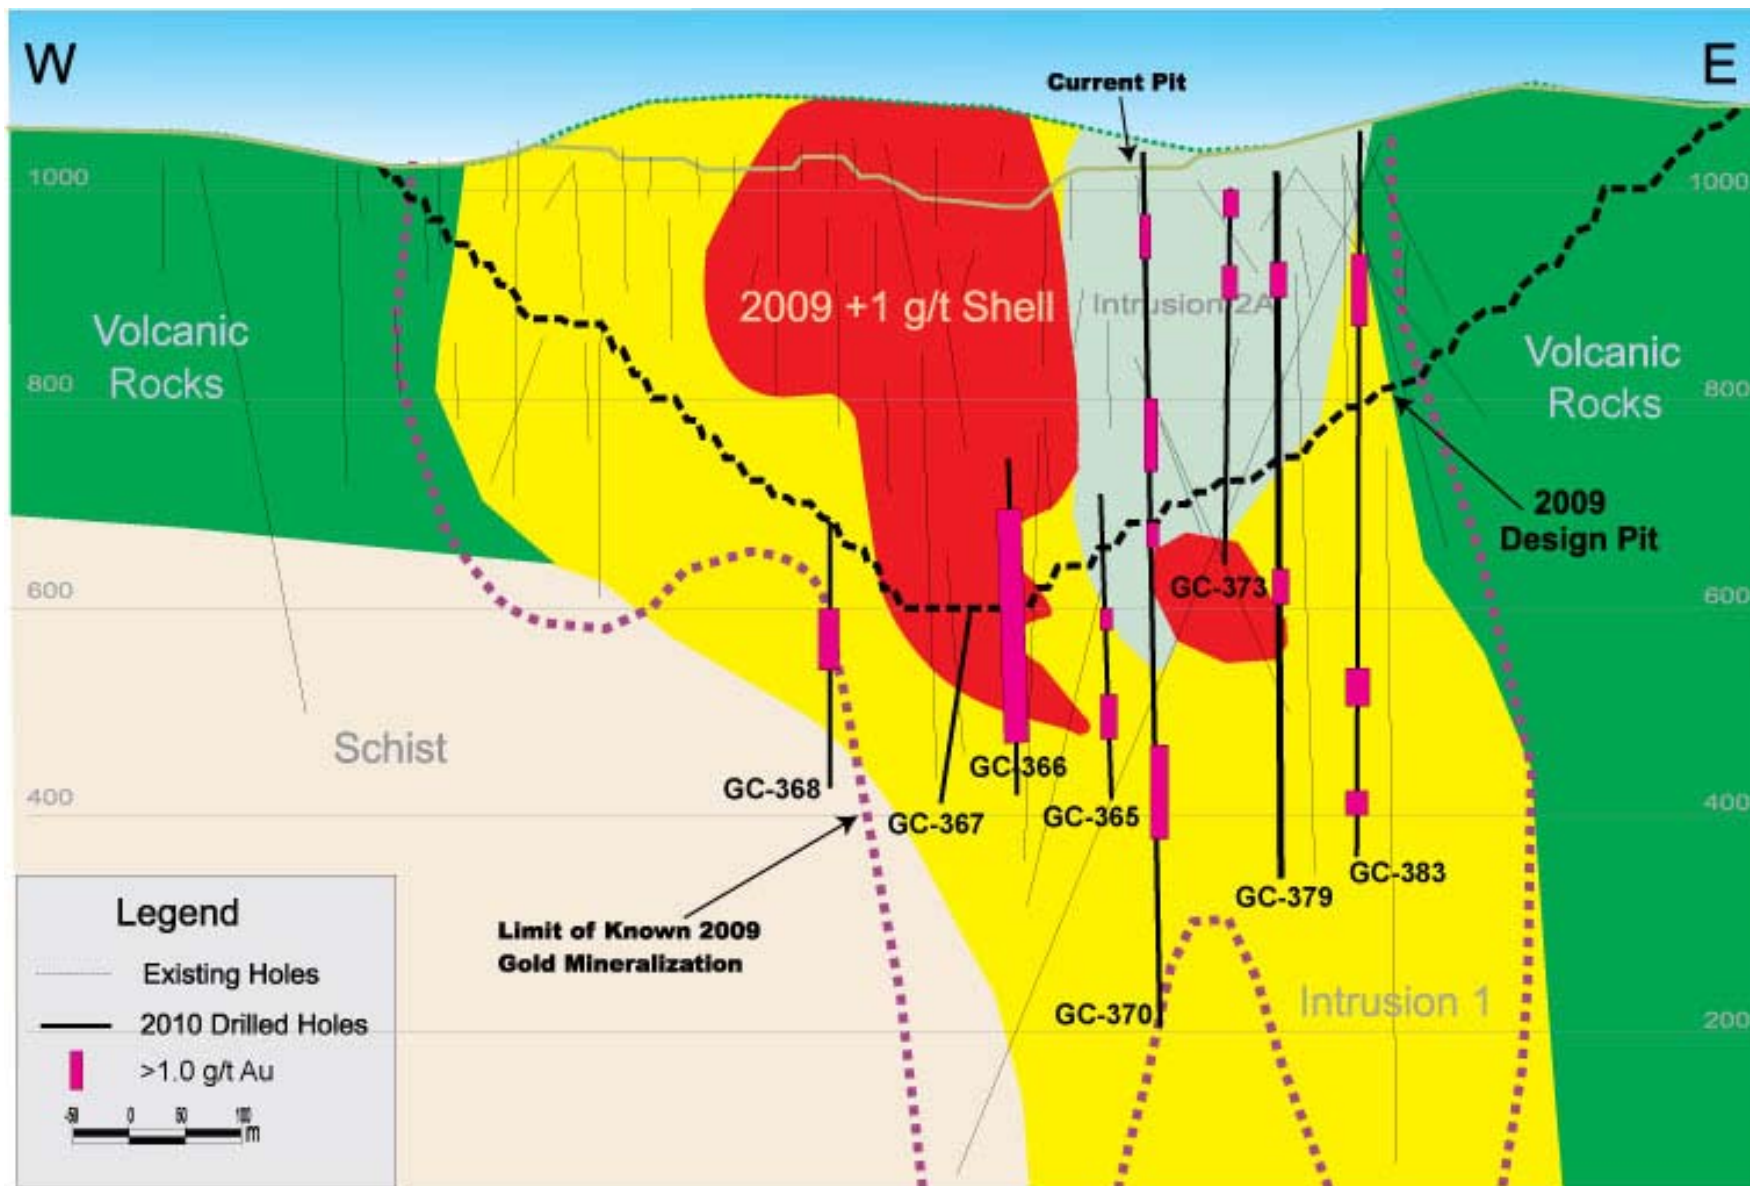 W
E
Current Pit
1000
1000
2009 +1 g/t Shell
Intrusion 2A
Volcanic
Rocks
Volcanic
Rocks
800
800
2009
Design Pit
600
600
GC-373
Schist
GC-366
GC-368
400
400
GC-367
GC-365
GC-383
GC-379
Limit of Known 2009
Gold Mineralization
Intrusion 1
GC-370
200
Legend
Existing Holes
2010 Drilled Holes
>1.0 g/t Au
-50 0 50 100
m